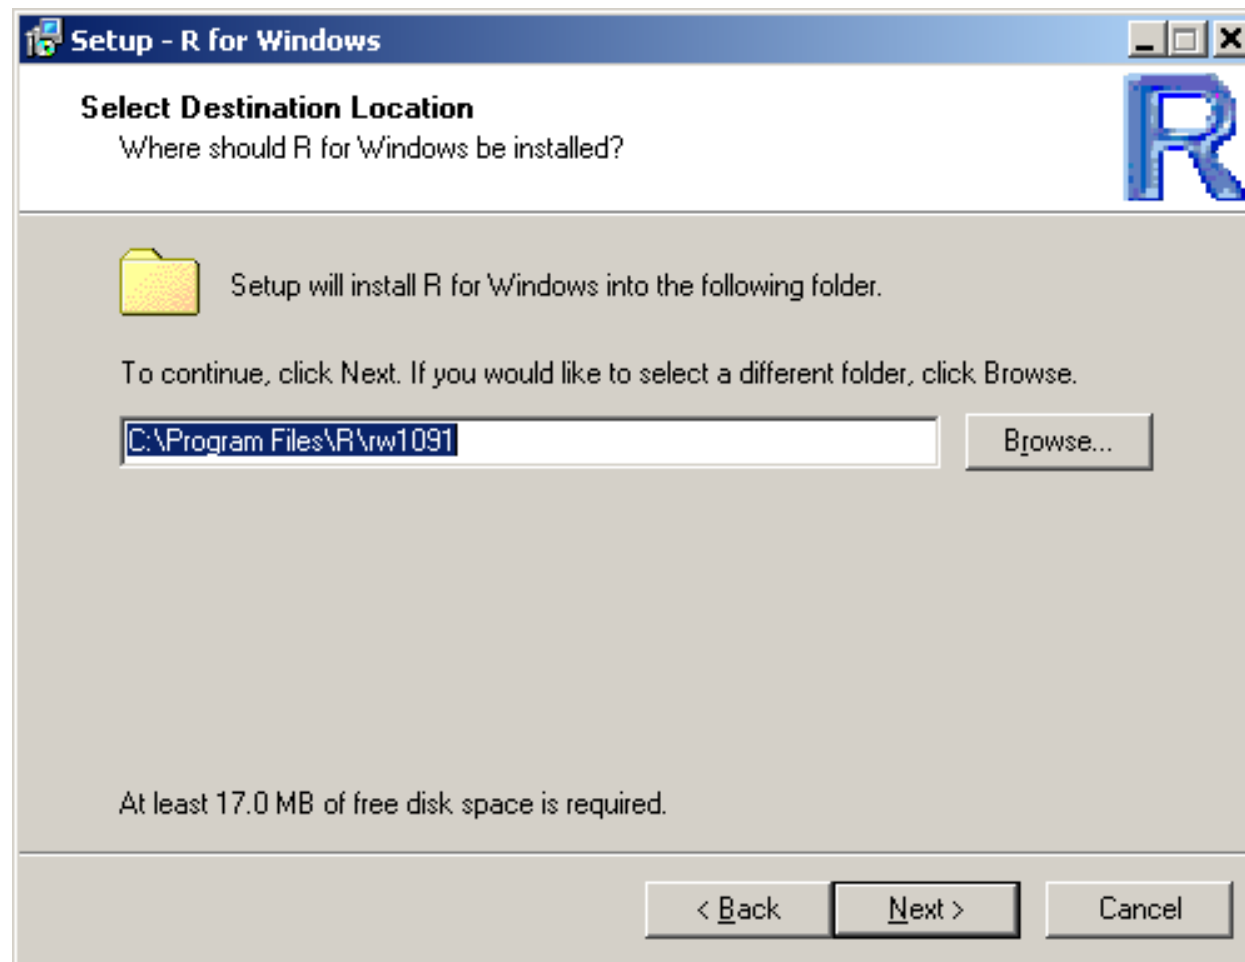 Setup - R for Windows
Select Destination Location
Where should R for Windows be installed?
R
Setup will install R for Windows into the following folder.
To continue, click Next. If you would like to select a different folder, click Browse.
C:\Program Files\R\rw1091
Browse...
At least 17.0 MB of free disk space is required.
< Back
Next >
Cancel